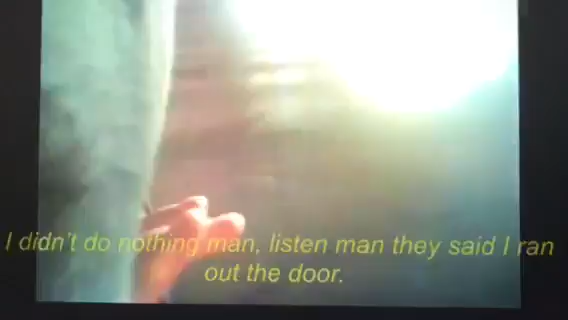 I didn't do nothing man, listen man they said I ran
out the door.